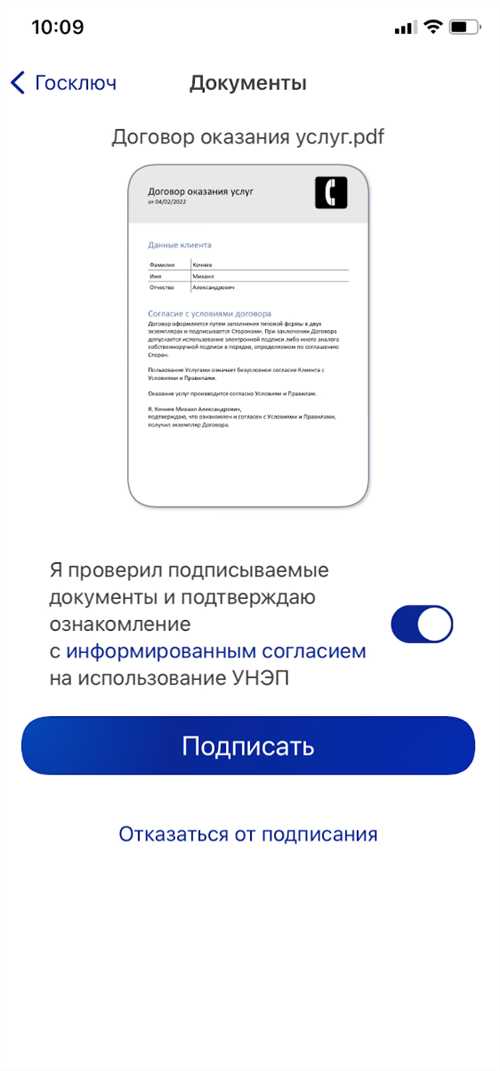 10:09
Госключ
Документы
Договор оказания услуг.pdf
Договор оказания услуг
от 04/02/2022
Данные клиента
Фамилия
Кечиев
Имя
Михаил
Отчество
Александрович
Согласие с условиями договора
Договор оформляется путем заполнения типовой формы в двух
экземплярах и подписывается Сторонами. При заключении Договора
допускается использование электронной подписи либо иного аналога
собственноручной подписи в порядке, определяемом по соглашению
Сторон.
Пользование Услугами означает безусловное согласие Клиента с
Условиями и Правилами.
Оказание услуг производится согласно Условиям и Правилам.
Я, Кечиев Михаил Александрович,
подтверждаю, что ознакомлен и согласен с Условиями и Правилами,
получил экземпляр Договора.
Я проверил подписываемые
документы и подтверждаю
ознакомление
с информированным согласием
на использование УНЭП
Подписать
Отказаться от подписания